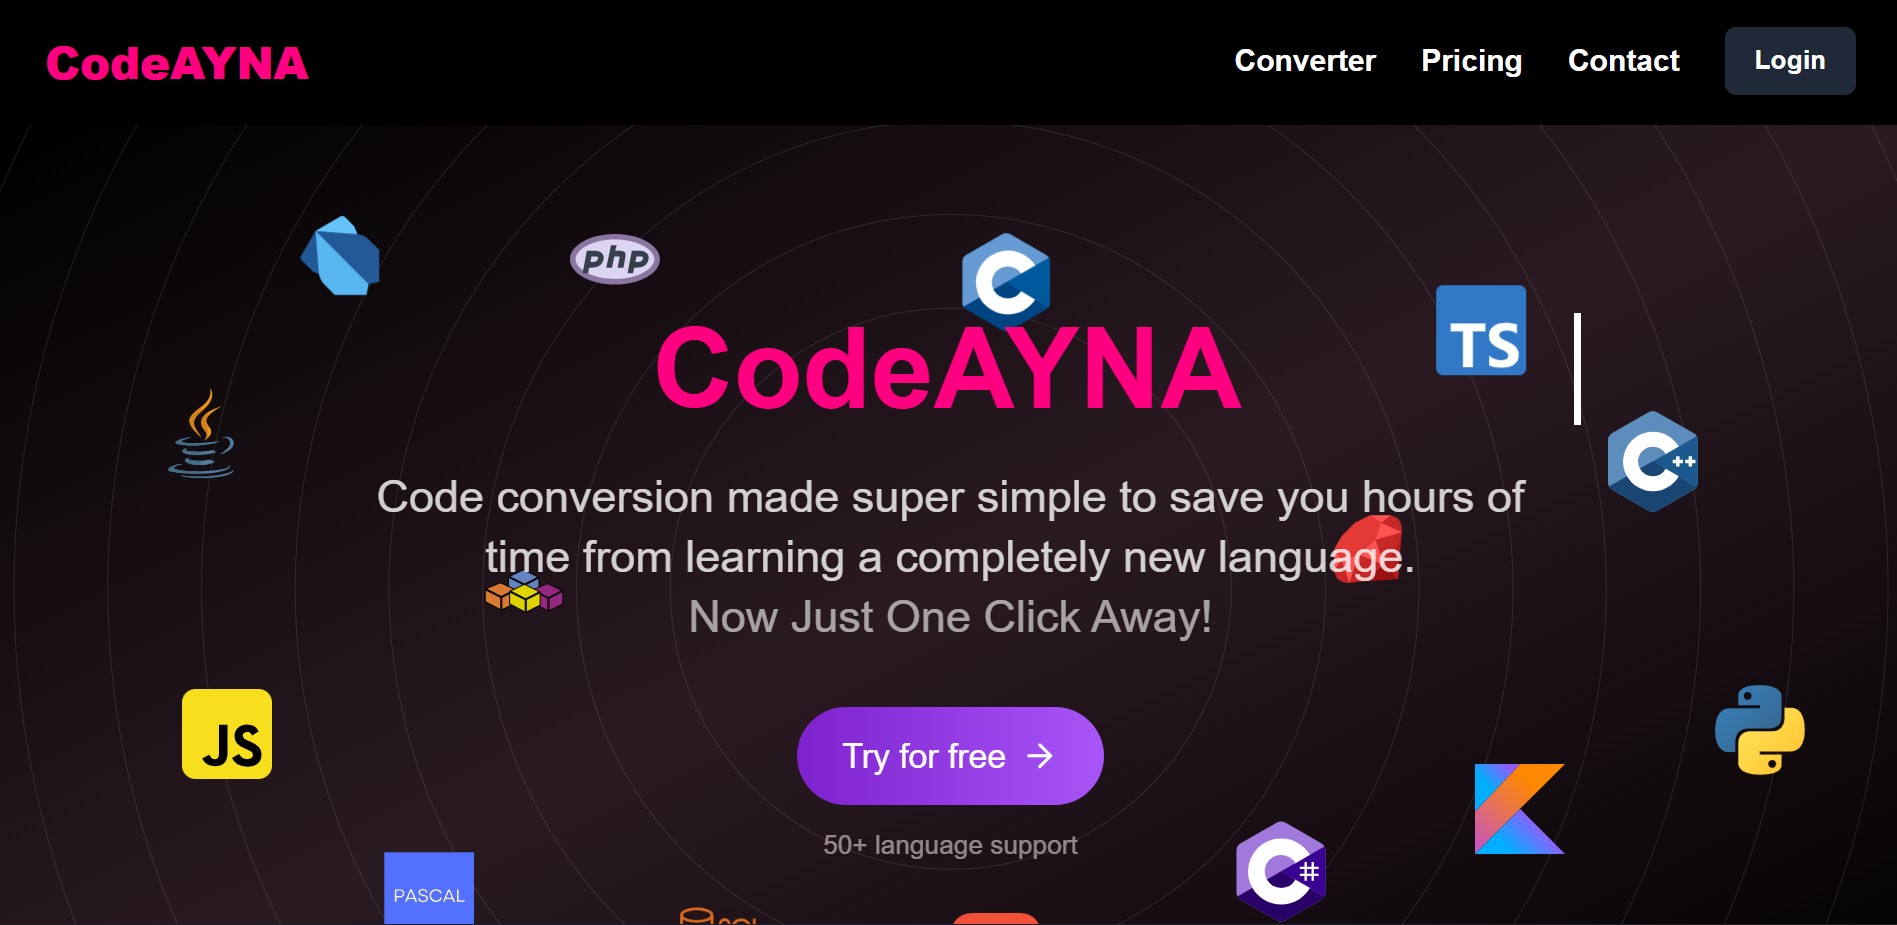 CodeAYNA
Converter
Pricing
Contact
Login
php
C
CodeAYNA
TS
C++
Code conversion made super simple to save you hours of
time from learning a completely new language.
Now Just One Click Away!
JS
Try for free
50+ language support
C#
PASCAL